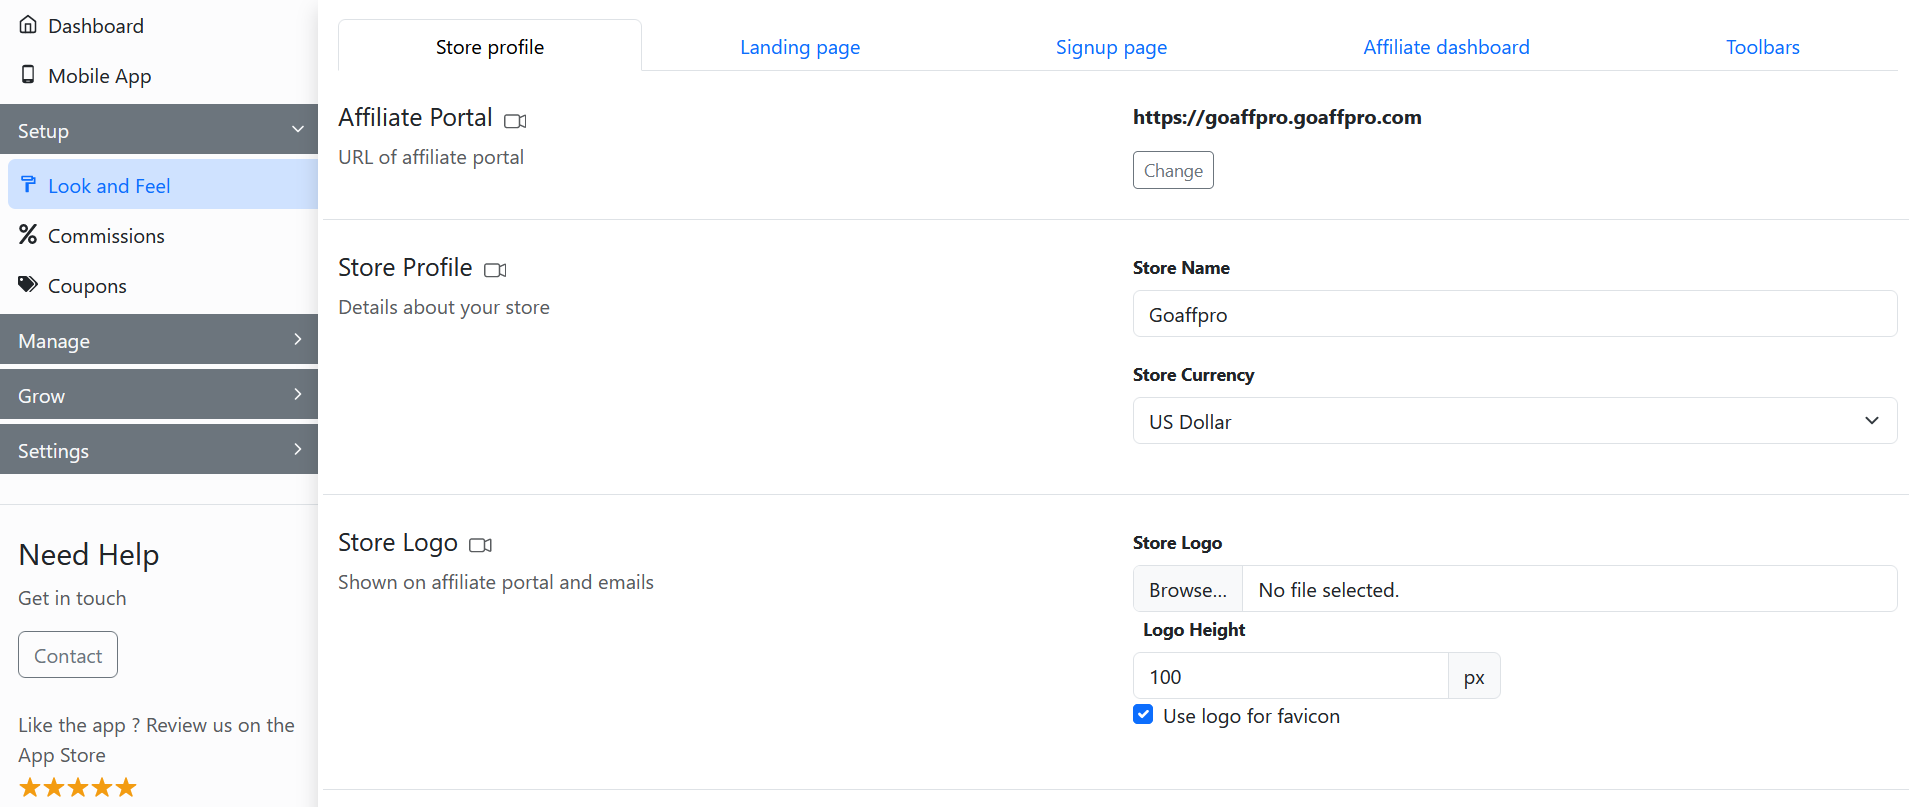 Dashboard
Mobile App
Setup
Look and Feel
Commissions
Coupons
Manage
Grow
Settings
Need Help
Get in touch
Contact
Like the app ? Review us on the
App Store
Store profile
Landing page
Signup page
Affiliate dashboard
Toolbars
Affiliate Portal
URL of affiliate portal
https://goaffpro.goaffpro.com
Change
Store Profile
Details about your store
Store Name
Goaffpro
Store Currency
US Dollar
Store Logo
Shown on affiliate portal and emails
Store Logo
Browse... No file selected.
Logo Height
100 px
Use logo for favicon